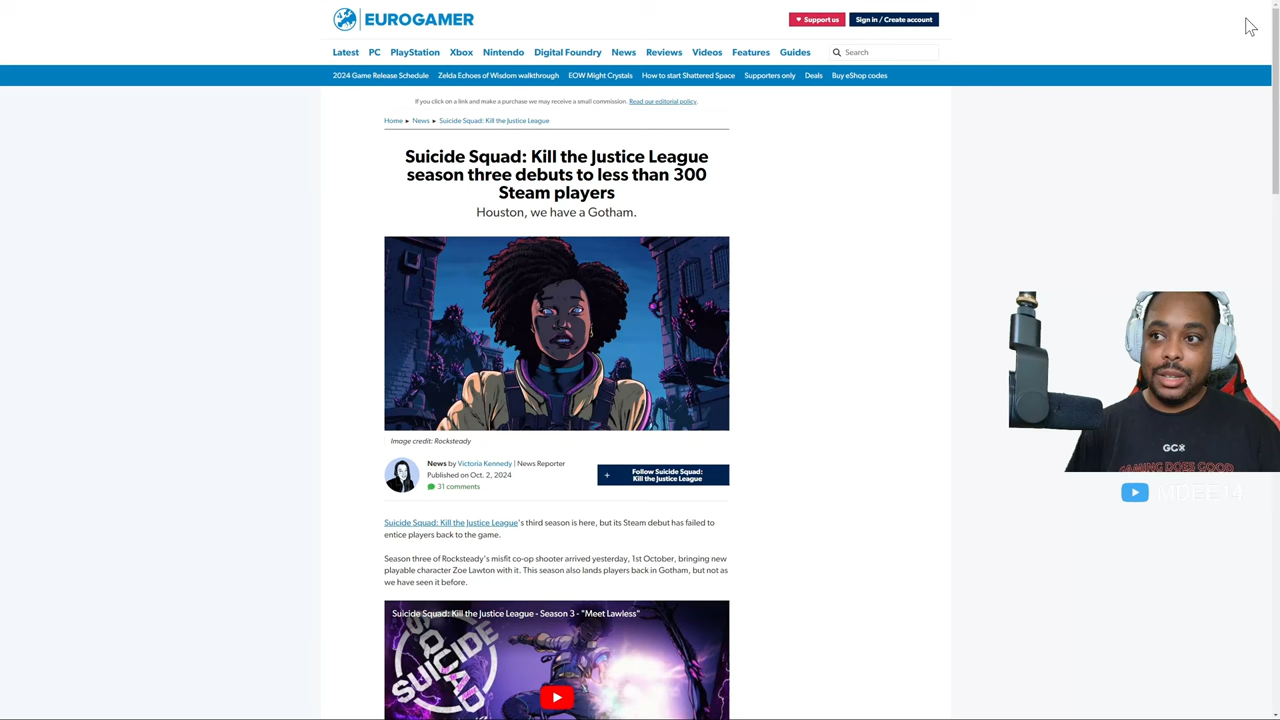 EUROGAMER
Support us
Sign in / Create account
Latest PC PlayStation Xbox Nintendo Digital Foundry News Reviews Videos Features Guides Search
2024 Game Release Schedule Zelda Echoes of Wisdom walkthrough EOW Might Crystals How to start Shattered Space Supporters only Deals Buy eShop codes
If you click on a link and make a purchase we may receive a small commission. Read our editorial policy.
Home ► News ► Suicide Squad: Kill the Justice League
Suicide Squad: Kill the Justice League
season three debuts to less than 300
Steam players
Houston, we have a Gotham.
Image credit: Rocksteady
News by Victoria Kennedy | News Reporter
Published on Oct. 2, 2024
31 comments
+ Follow Suicide Squad:
Kill the Justice League
Suicide Squad: Kill the Justice League's third season is here, but its Steam debut has failed to
entice players back to the game.
Season three of Rocksteady's misfit co-op shooter arrived yesterday, 1st October, bringing new
playable character Zoe Lawton with it. This season also lands players back in Gotham, but not as
we have seen it before.
Suicide Squad: Kill the Justice League - Season 3 - "Meet Lawless"
SUICIDE
SQUAD
GCX
GAMING DOES GOOD
MDEE14